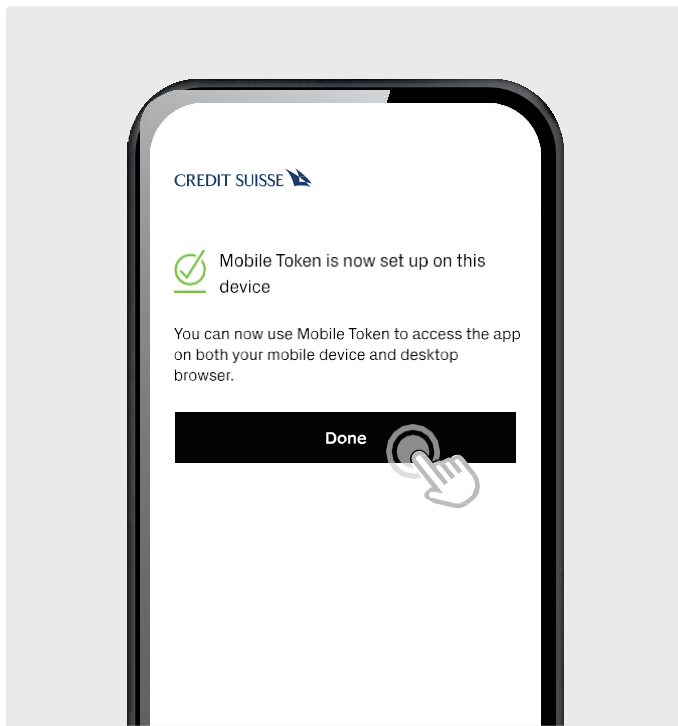 CREDIT SUISSE
Mobile Token is now set up on this
device
You can now use Mobile Token to access the app
on both your mobile device and desktop
browser.
Done